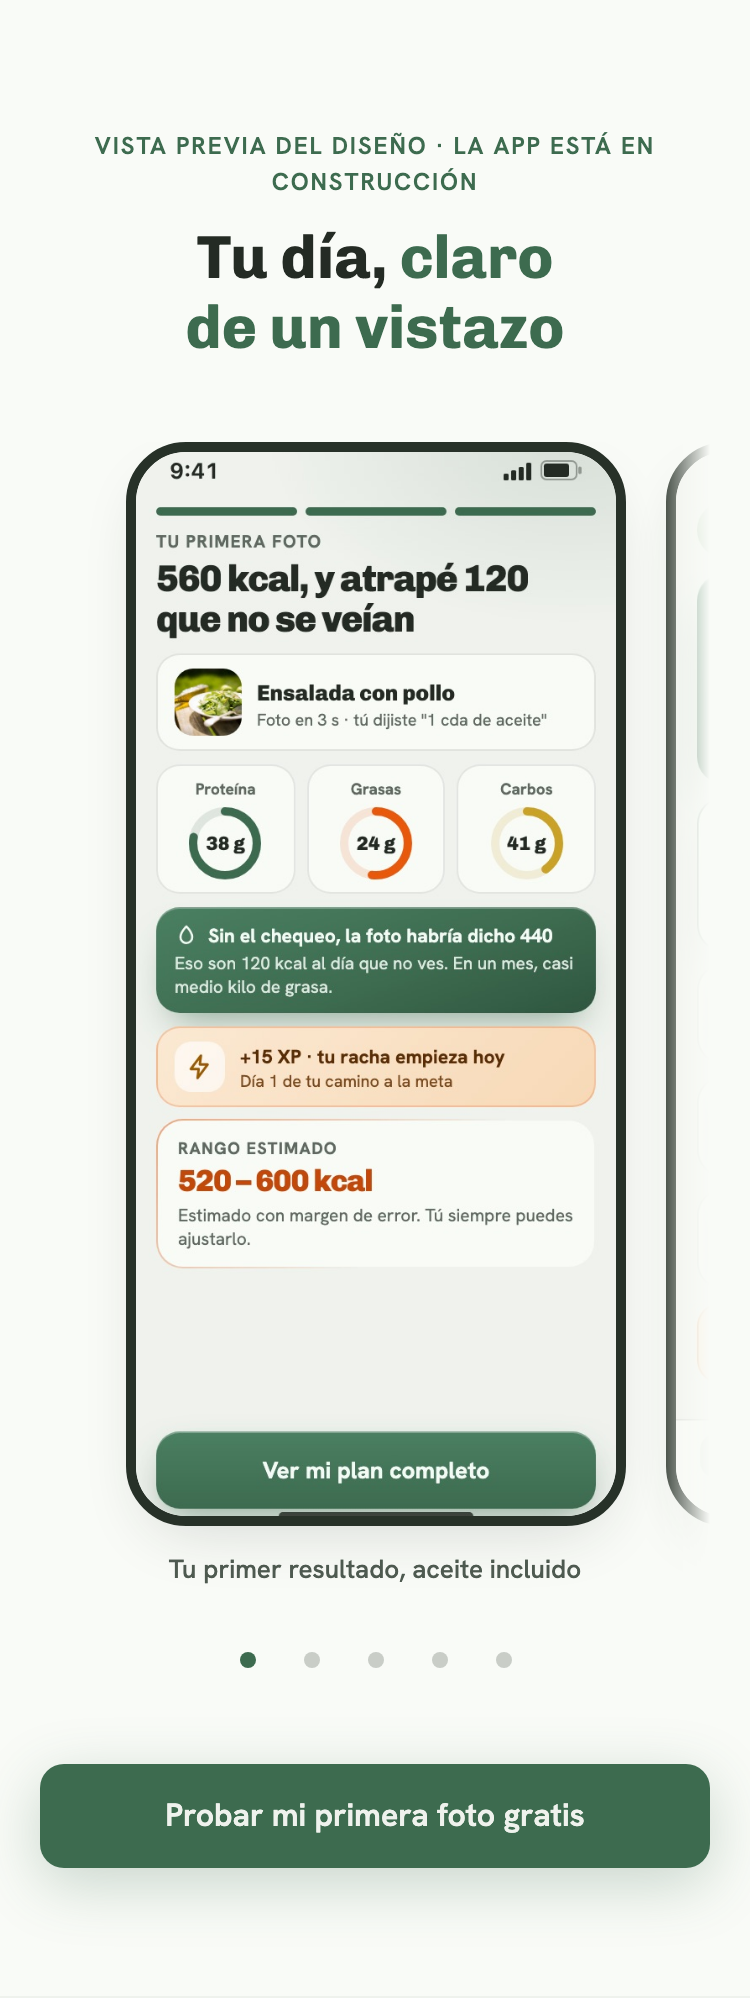 VISTA PREVIA DEL DISEÑO · LA APP ESTÁ EN
CONSTRUCCIÓN
Tu día, claro
de un vistazo
9:41
TU PRIMERA FOTO
560 kcal, y atrapé 120
que no se veían
Ensalada con pollo
Foto en 3 s · tú dijiste "1 cda de aceite"
Proteína
Grasas
Carbos
38 g
24 g
41 g
Sin el chequeo, la foto habría dicho 440
Eso son 120 kcal al día que no ves. En un mes, casi
medio kilo de grasa.
+15 XP · tu racha empieza hoy
Día 1 de tu camino a la meta
RANGO ESTIMADO
520 – 600 kcal
Estimado con margen de error. Tú siempre puedes
ajustarlo.
Ver mi plan completo
Tu primer resultado, aceite incluido
Probar mi primera foto gratis